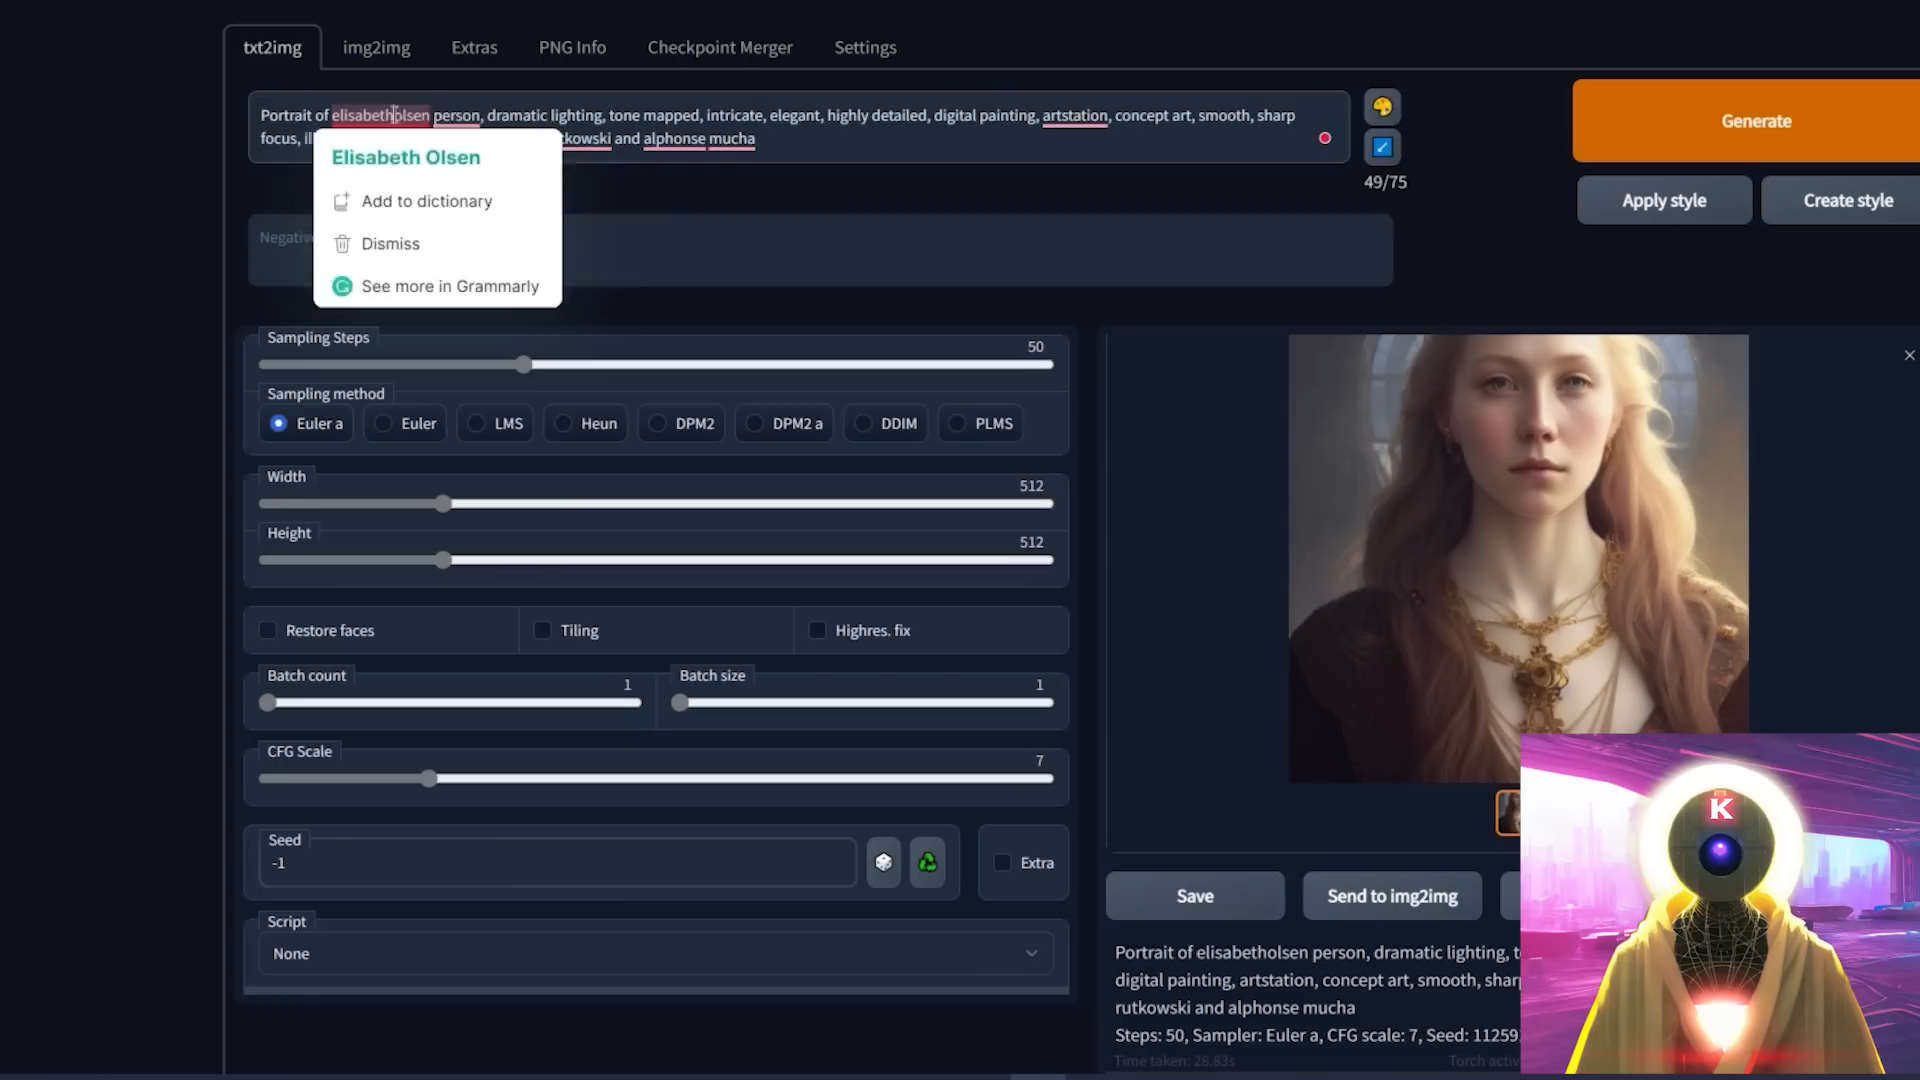 txt2img img2img Extras PNG Info Checkpoint Merger Settings
Portrait of elisabetholsen person, dramatic lighting, tone mapped, intricate, elegant, highly detailed, digital painting, artstation, concept art, smooth, sharp
focus, and alphonse mucha
Generate
49/75
Elisabeth Olsen
Add to dictionary
Dismiss
See more in Grammarly
Apply style Create style
Sampling Steps
50
Sampling method
Euler a Euler LMS Heun DPM2 DPM2 a DDIM PLMS
Width
512
Height
512
Restore faces Tiling Highres. fix
Batch count
1
Batch size
1
CFG Scale
7
Seed
-1
Extra
Script
None
K
Save Send to img2img
Portrait of elisabetholsen person, dramatic lighting,
digital painting, artstation, concept art, smooth,
rutkowski and alphonse mucha
Steps: 50, Sampler: Euler a, CFG scale: 7, Seed: 11259
Time taken: 28.83s
Torch